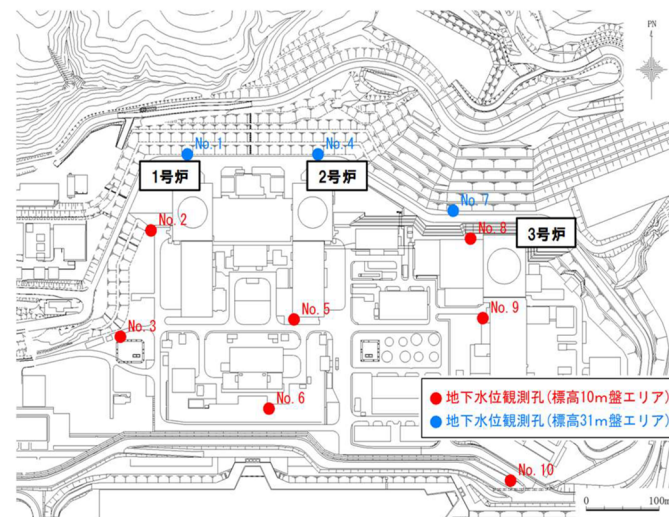 PN
No. 1
No. 4
1号炉
2号炉
No. 7
No. 2
No. 8
3号炉
No. 5
No. 9
No. 3
地下水位観測孔(標高10m盤エリア)
地下水位観測孔(標高31m盤エリア)
No. 6
No. 10
0
100m